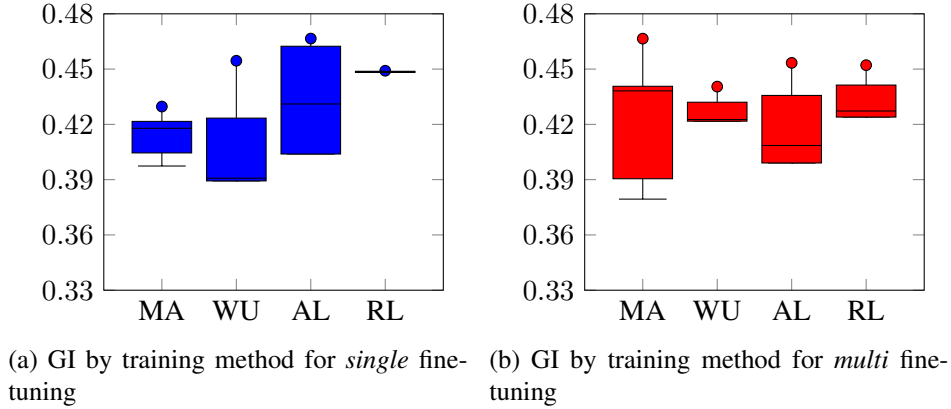 0.48
0.45
0.42
0.39
0.36
0.33
MA WU AL RL
(a) GI by training method for single fine-
tuning
0.48
0.45
0.42
0.39
0.36
0.33
MA WU AL RL
(b) GI by training method for multi fine-
tuning